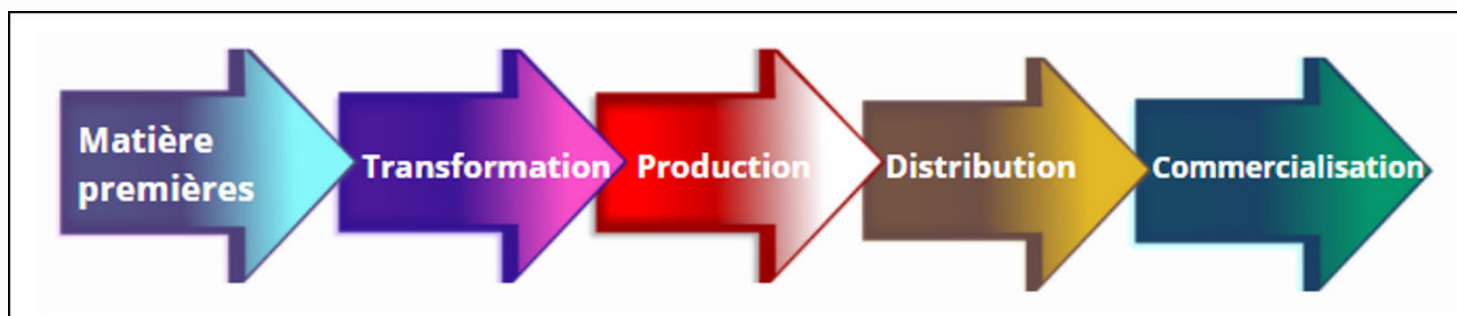 Matière
premières
Transformation
Production
Distribution
Commercialisation